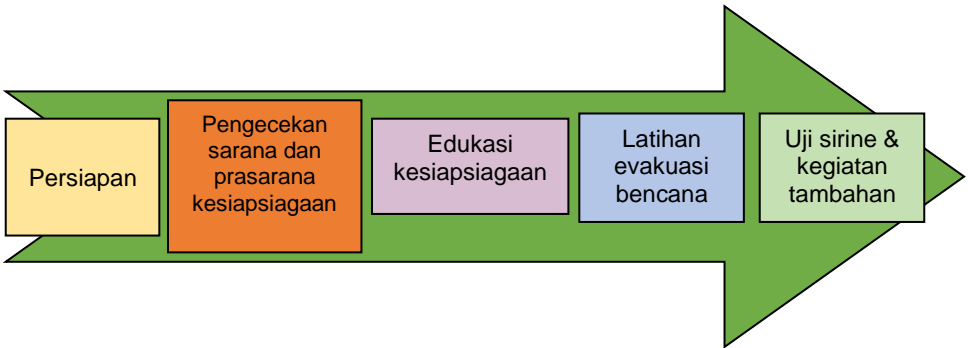 Persiapan
Pengecekan
sarana dan
prasarana
kesiapsiagaan
Edukasi
kesiapsiagaan
Latihan
evakuasi
bencana
Uji sirine &
kegiatan
tambahan